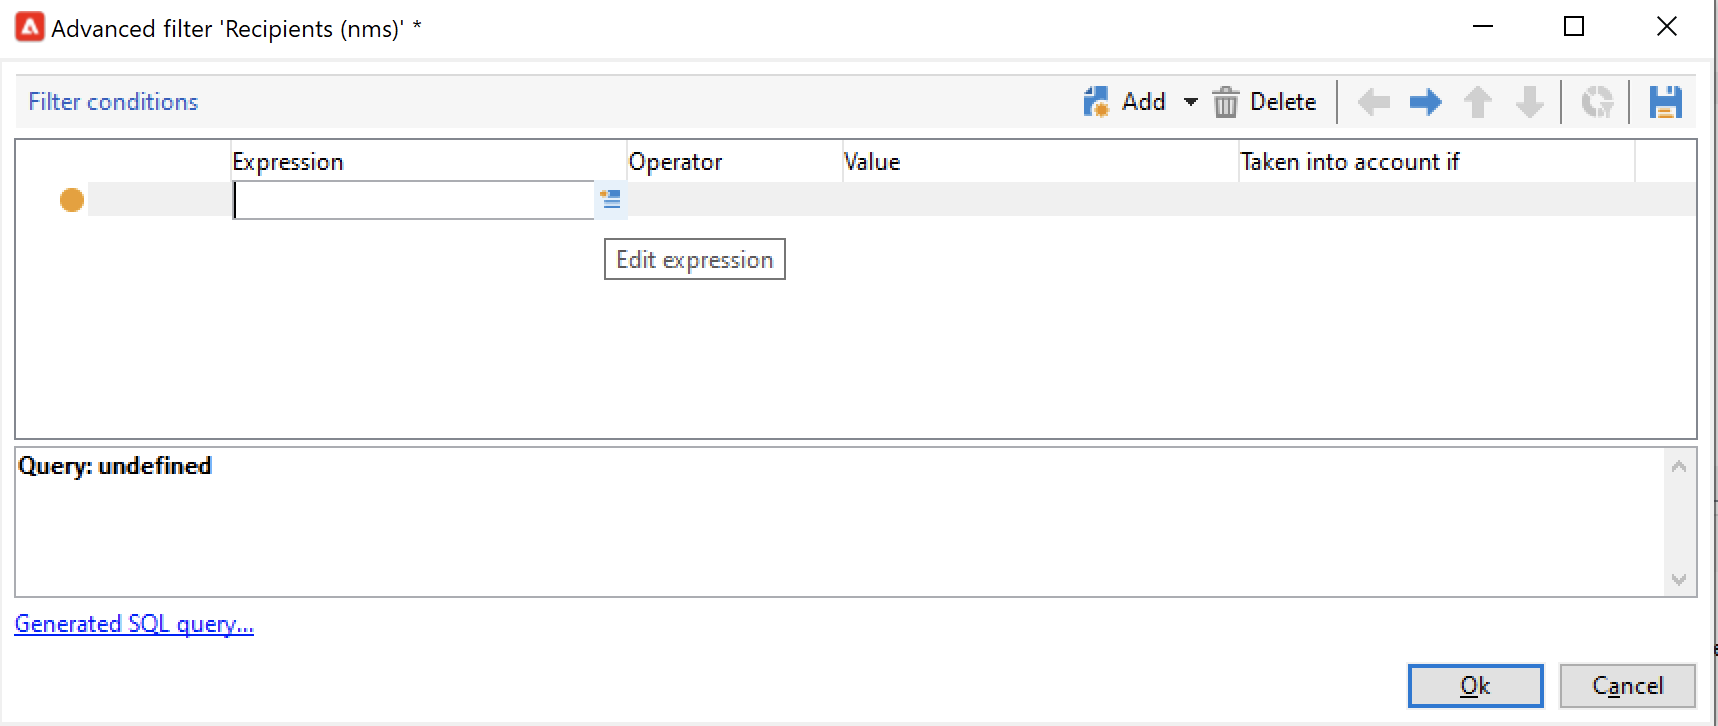 Advanced filter 'Recipients (nms)' *
Filter conditions Add Delete
Expression Operator Value Taken into account if
Edit expression
Query: undefined
Generated SQL query...
Ok Cancel